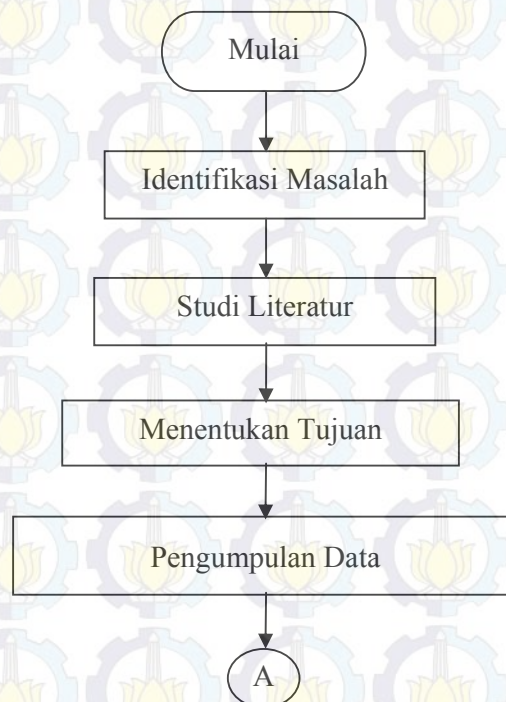 Mulai
Identifikasi Masalah
Studi Literatur
Menentukan Tujuan
Pengumpulan Data
A